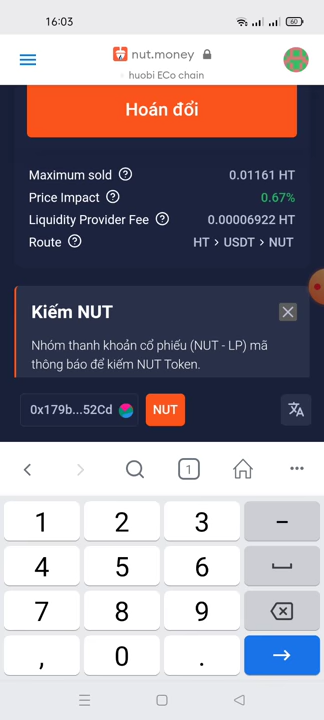 16:03
60
nut.money
huobi ECo chain
Hoán đổi
Maximum sold ? 0.01161 HT
Price Impact ? 0.67%
Liquidity Provider Fee ? 0.00006922 HT
Route ? HT > USDT > NUT
Kiếm NUT
Nhóm thanh khoản cổ phiếu (NUT - LP) mã
thông báo để kiếm NUT Token.
0x179b...52Cd NUT
1
1 2 3 –
4 5 6
7 8 9
, 0 .